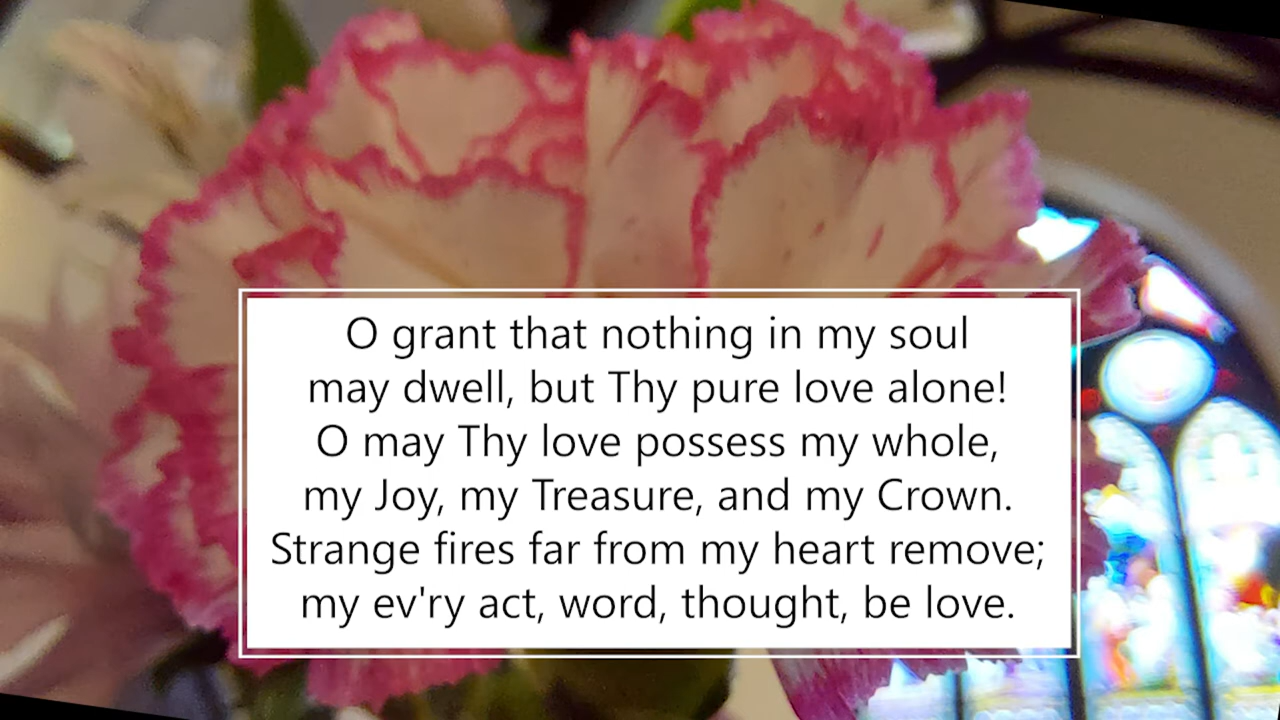 O grant that nothing in my soul
may dwell, but Thy pure love alone!
O may Thy love possess my whole,
my Joy, my Treasure, and my Crown.
Strange fires far from my heart remove;
my ev'ry act, word, thought, be love.